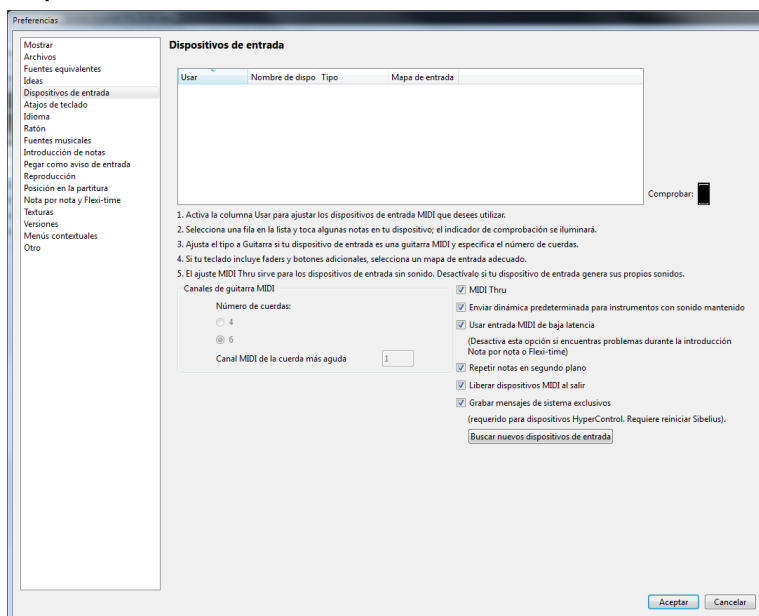 Preferencias
Mostrar
Archivos
Fuentes equivalentes
Ideas
Dispositivos de entrada
Atajos de teclado
Idioma
Ratón
Fuentes musicales
Introducción de notas
Pegar como aviso de entrada
Reproducción
Posición en la partitura
Nota por nota y Flexi-time
Texturas
Versiones
Menús contextuales
Otro
Dispositivos de entrada
Usar Nombre de dispo Tipo Mapa de entrada
Comprobar:
1. Activa la columna Usar para ajustar los dispositivos de entrada MIDI que desees utilizar.
2. Selecciona una fila en la lista y toca algunas notas en tu dispositivo; el indicador de comprobación se iluminará.
3. Ajusta el tipo a Guitarra si tu dispositivo de entrada es una guitarra MIDI y especifica el número de cuerdas.
4. Si tu teclado incluye faders y botones adicionales, selecciona un mapa de entrada adecuado.
5. El ajuste MIDI Thru sirve para los dispositivos de entrada sin sonido. Desactívalo si tu dispositivo de entrada genera sus propios sonidos.
Canales de guitarra MIDI
Número de cuerdas:
4
6
Canal MIDI de la cuerda más aguda 1
MIDI Thru
Enviar dinámica predeterminada para instrumentos con sonido mantenido
Usar entrada MIDI de baja latencia
(Desactiva esta opción si encuentras problemas durante la introducción
Nota por nota o Flexi-time)
Repetir notas en segundo plano
Liberar dispositivos MIDI al salir
Grabar mensajes de sistema exclusivos
(requerido para dispositivos HyperControl. Requiere reiniciar Sibelius).
Buscar nuevos dispositivos de entrada
Aceptar Cancelar